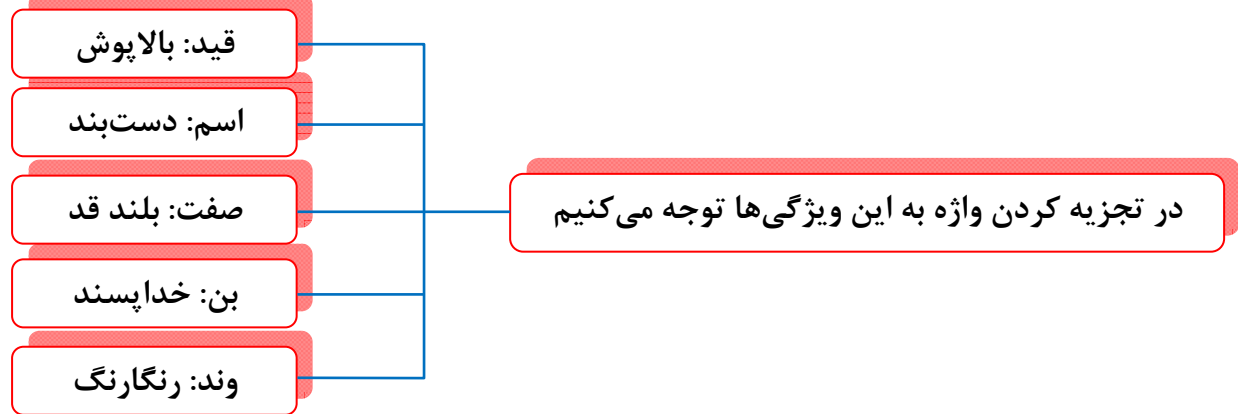 در تجزیه کردن واژه به این ویژگی‌ها توجه می‌کنیم
قید: بالاپوش
اسم: دست‌بند
صفت: بلند قد
بن: خداپسند
وند: رنگارنگ